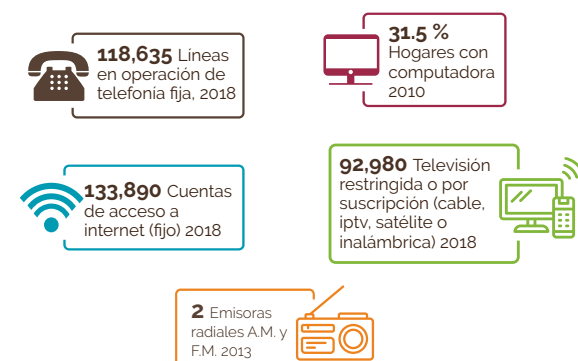 118,635 Líneas
en operación de
telefonía fija, 2018
31.5 %
Hogares con
computadora
2010
133,890 Cuentas
de acceso a
internet (fijo) 2018
92,980 Televisión
restringida o por
suscripción (cable,
iptv, satélite o
inalámbrica) 2018
2 Emisoras
radiales A.M. y
F.M. 2013